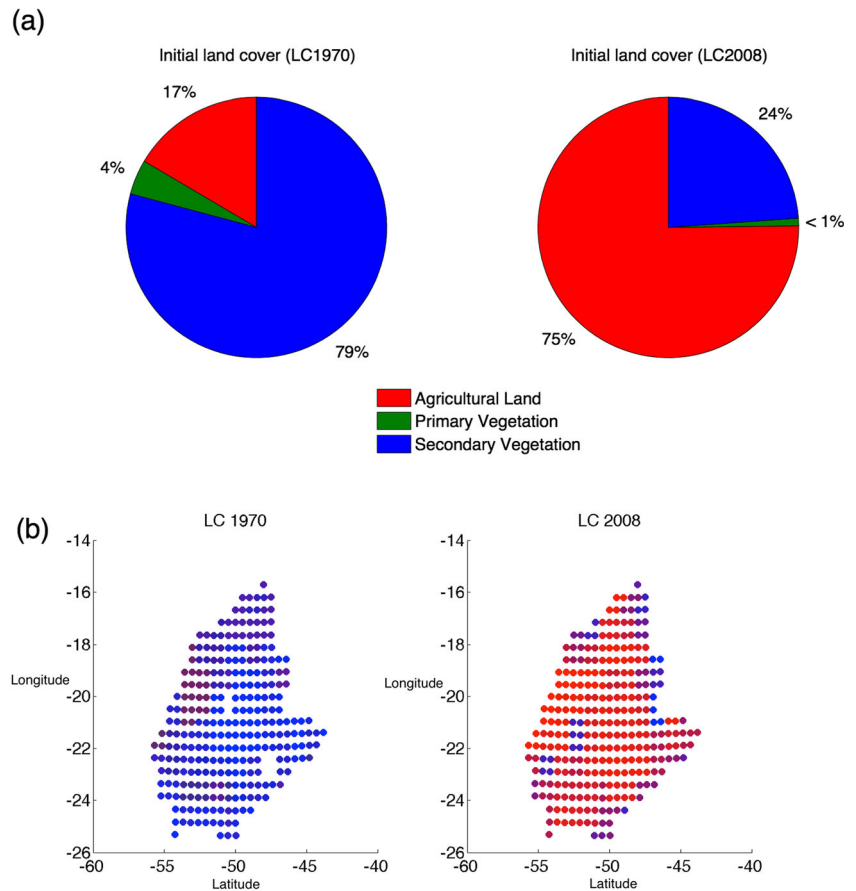 (a)
Initial land cover (LC1970)
Initial land cover (LC2008)
17%
4%
79%
24%
< 1%
75%
Agricultural Land
Primary Vegetation
Secondary Vegetation
(b)
LC 1970
LC 2008
-14
-16
-18
-20
-22
-24
-26
Longitude
-60
-55
-50
-45
-40
Latitude
-14
-16
-18
-20
-22
-24
-26
Longitude
-60
-55
-50
-45
-40
Latitude